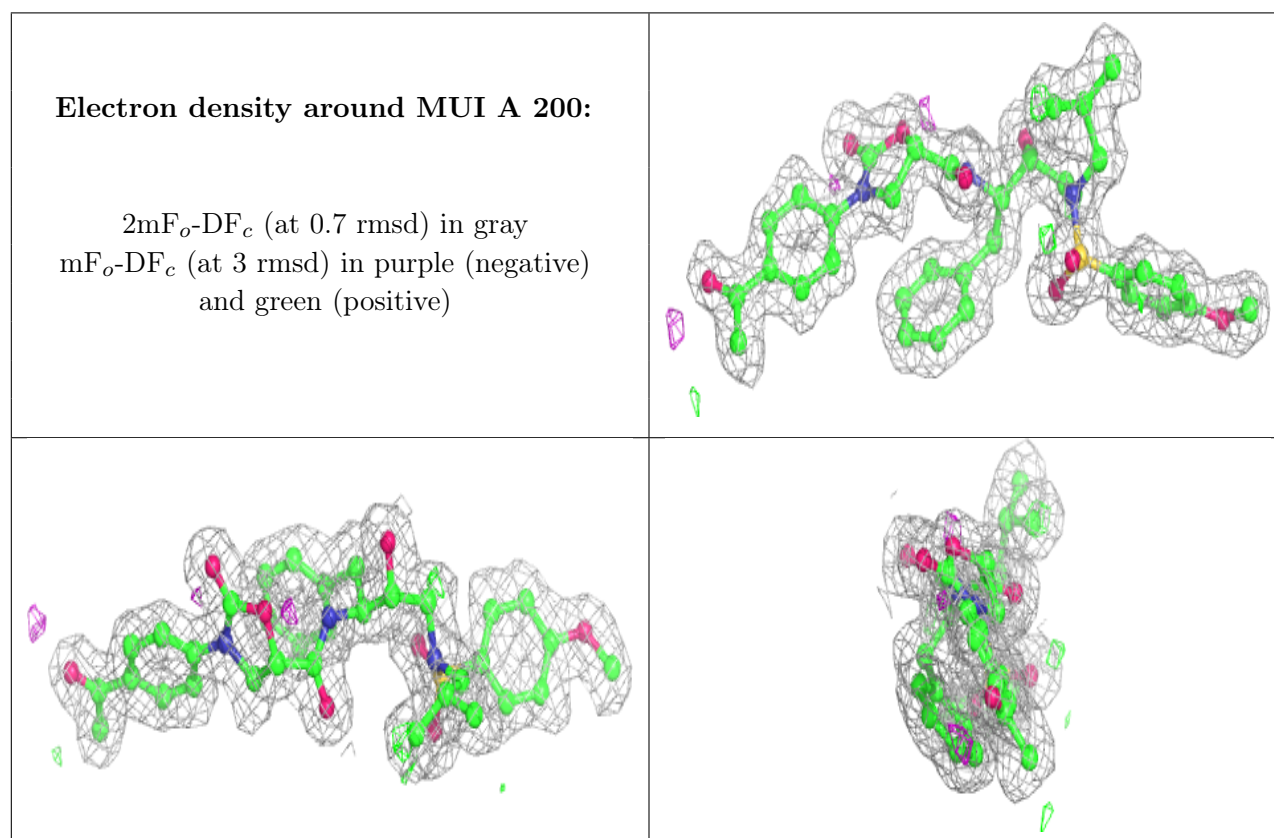 Electron density around MUI A 200:
2mFo-DFc (at 0.7 rmsd) in gray
mFo-DFc (at 3 rmsd) in purple (negative)
and green (positive)